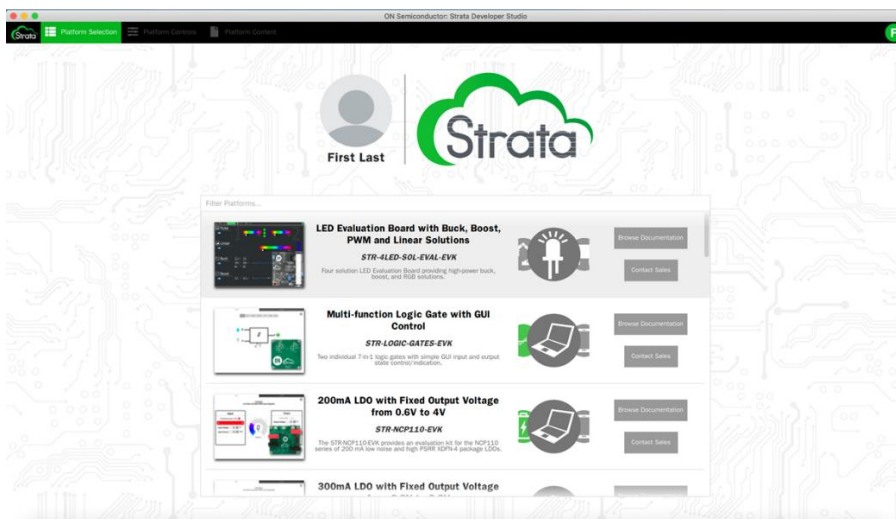 ON Semiconductor: Strata Developer Studio
Strata
Platform Selection
Platform Controls
Platform Content
First Last
Strata
Filter Platforms...
LED Evaluation Board with Buck, Boost,
PWM and Linear Solutions
STR-4LED-SOL-EVAL-EVK
Four solution LED Evaluation Board providing high-power buck,
boost, and RGB solutions.
Browse Documentation
Contact Sales
Multi-function Logic Gate with GUI
Control
STR-LOGIC-GATES-EVK
Two individual 7-in-1 logic gates with simple GUI input and output
state control/indication.
Browse Documentation
Contact Sales
200mA LDO with Fixed Output Voltage
from 0.6V to 4V
STR-NCP110-EVK
The STR-NCP110-EVK provides an evaluation kit for the NCP110
series of 200 mA low noise and high PSRR XDFN-4 package LDOs.
Browse Documentation
Contact Sales
300mA LDO with Fixed Output Voltage